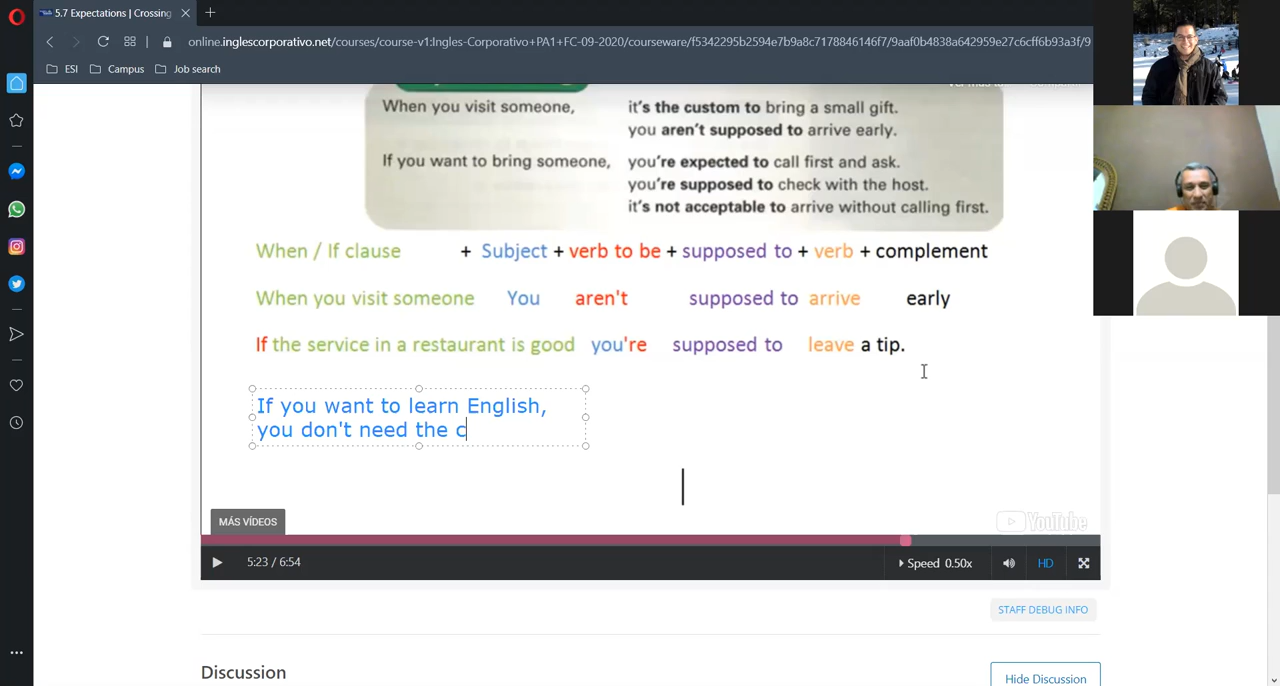 5.7 Expectations | Crossing
online.inglescorporativo.net/courses/course-v1:Ingles-Corporativo+PA1+FC-09-2020/courseware/f5342295b2594e7b9a8c7178846146f7/9aaf0b4838a642959e27c6cff6b93a3f/9
ESI Campus Job search
When you visit someone, it's the custom to bring a small gift.
you aren't supposed to arrive early.
If you want to bring someone, you're expected to call first and ask.
you're supposed to check with the host.
it's not acceptable to arrive without calling first.
When / If clause + Subject + verb to be + supposed to + verb + complement
When you visit someone You aren't supposed to arrive early
If the service in a restaurant is good you're supposed to leave a tip.
If you want to learn English,
you don't need the c
MÁS VÍDEOS
YouTube
5:23 / 6:54 Speed 0.50x HD
STAFF DEBUG INFO
Discussion
Hide Discussion